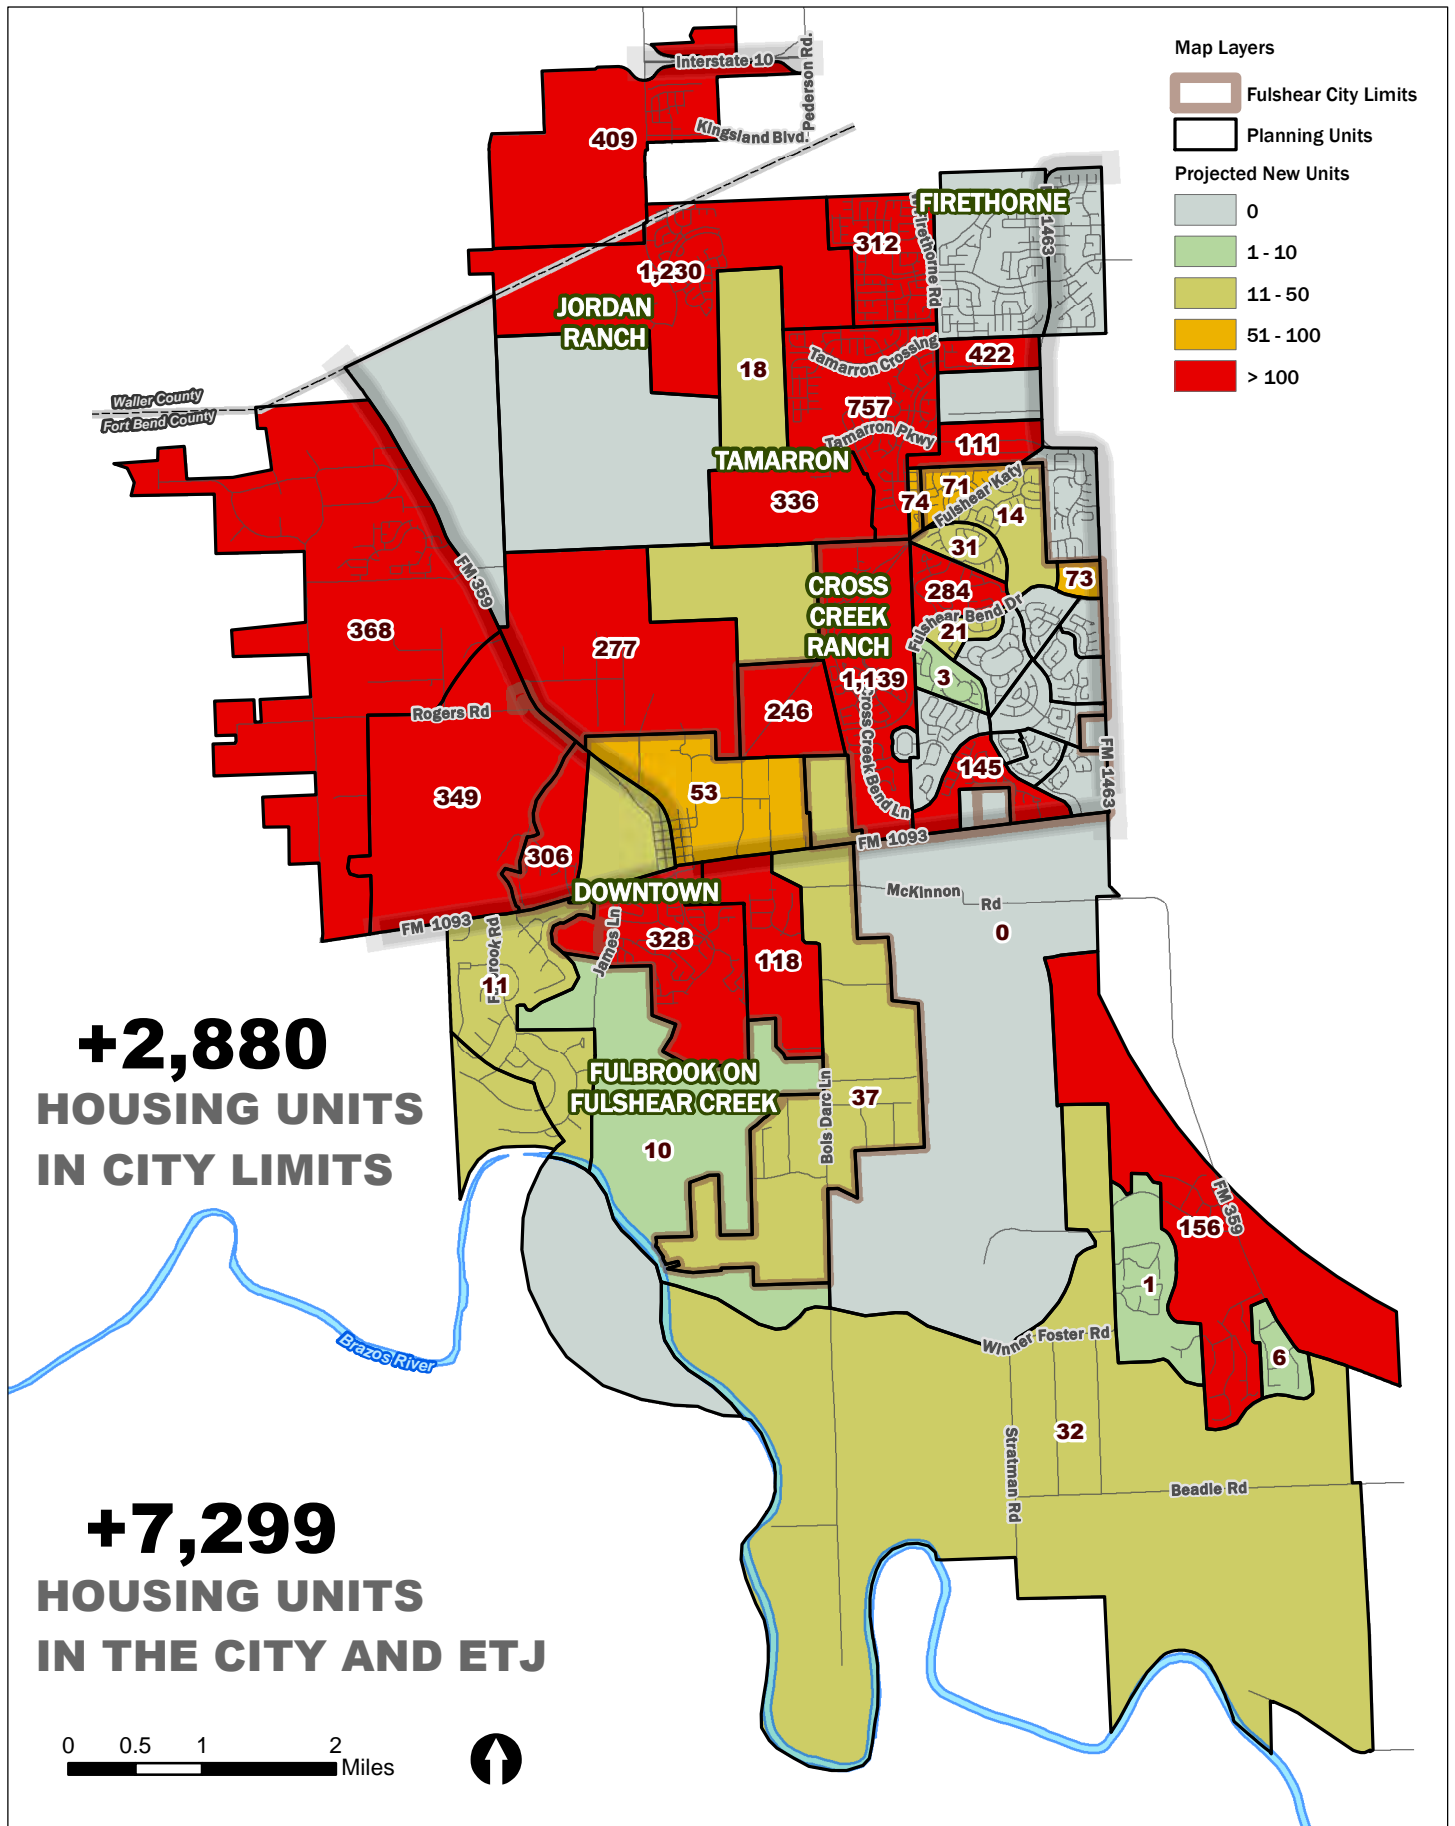 Map Layers
Fulshear City Limits
Planning Units
Projected New Units
0
1 - 10
11 - 50
51 - 100
> 100
Interstate 10
Pederson Rd.
Kingsland Blvd.
409
FIRETHORNE
FM 1463
Firethorne Rd
312
1,230
JORDAN
RANCH
Tamarron Crossing
422
18
Waller County
Fort Bend County
757
Tamarron Pkwy
111
TAMARRON
336
74
71
Fulshear Katy
14
31
73
FM 359
CROSS
CREEK
RANCH
284
Fulshear Bend Dr
21
368
277
3
1,139
246
Rogers Rd
Cross Creek Bend Ln
FM 1463
145
349
53
FM 1093
306
DOWNTOWN
McKinnon
Rd
0
FM 1093
Fulbrook Rd
James Ln
328
118
11
+2,880
HOUSING UNITS
IN CITY LIMITS
FULBROOK ON
FULSHEAR CREEK
Bois Darc Ln
37
10
FM 359
156
1
Brazos River
Winner Foster Rd
6
32
Stratman Rd
Beadle Rd
+7,299
HOUSING UNITS
IN THE CITY AND ETJ
0 0.5 1 2
Miles